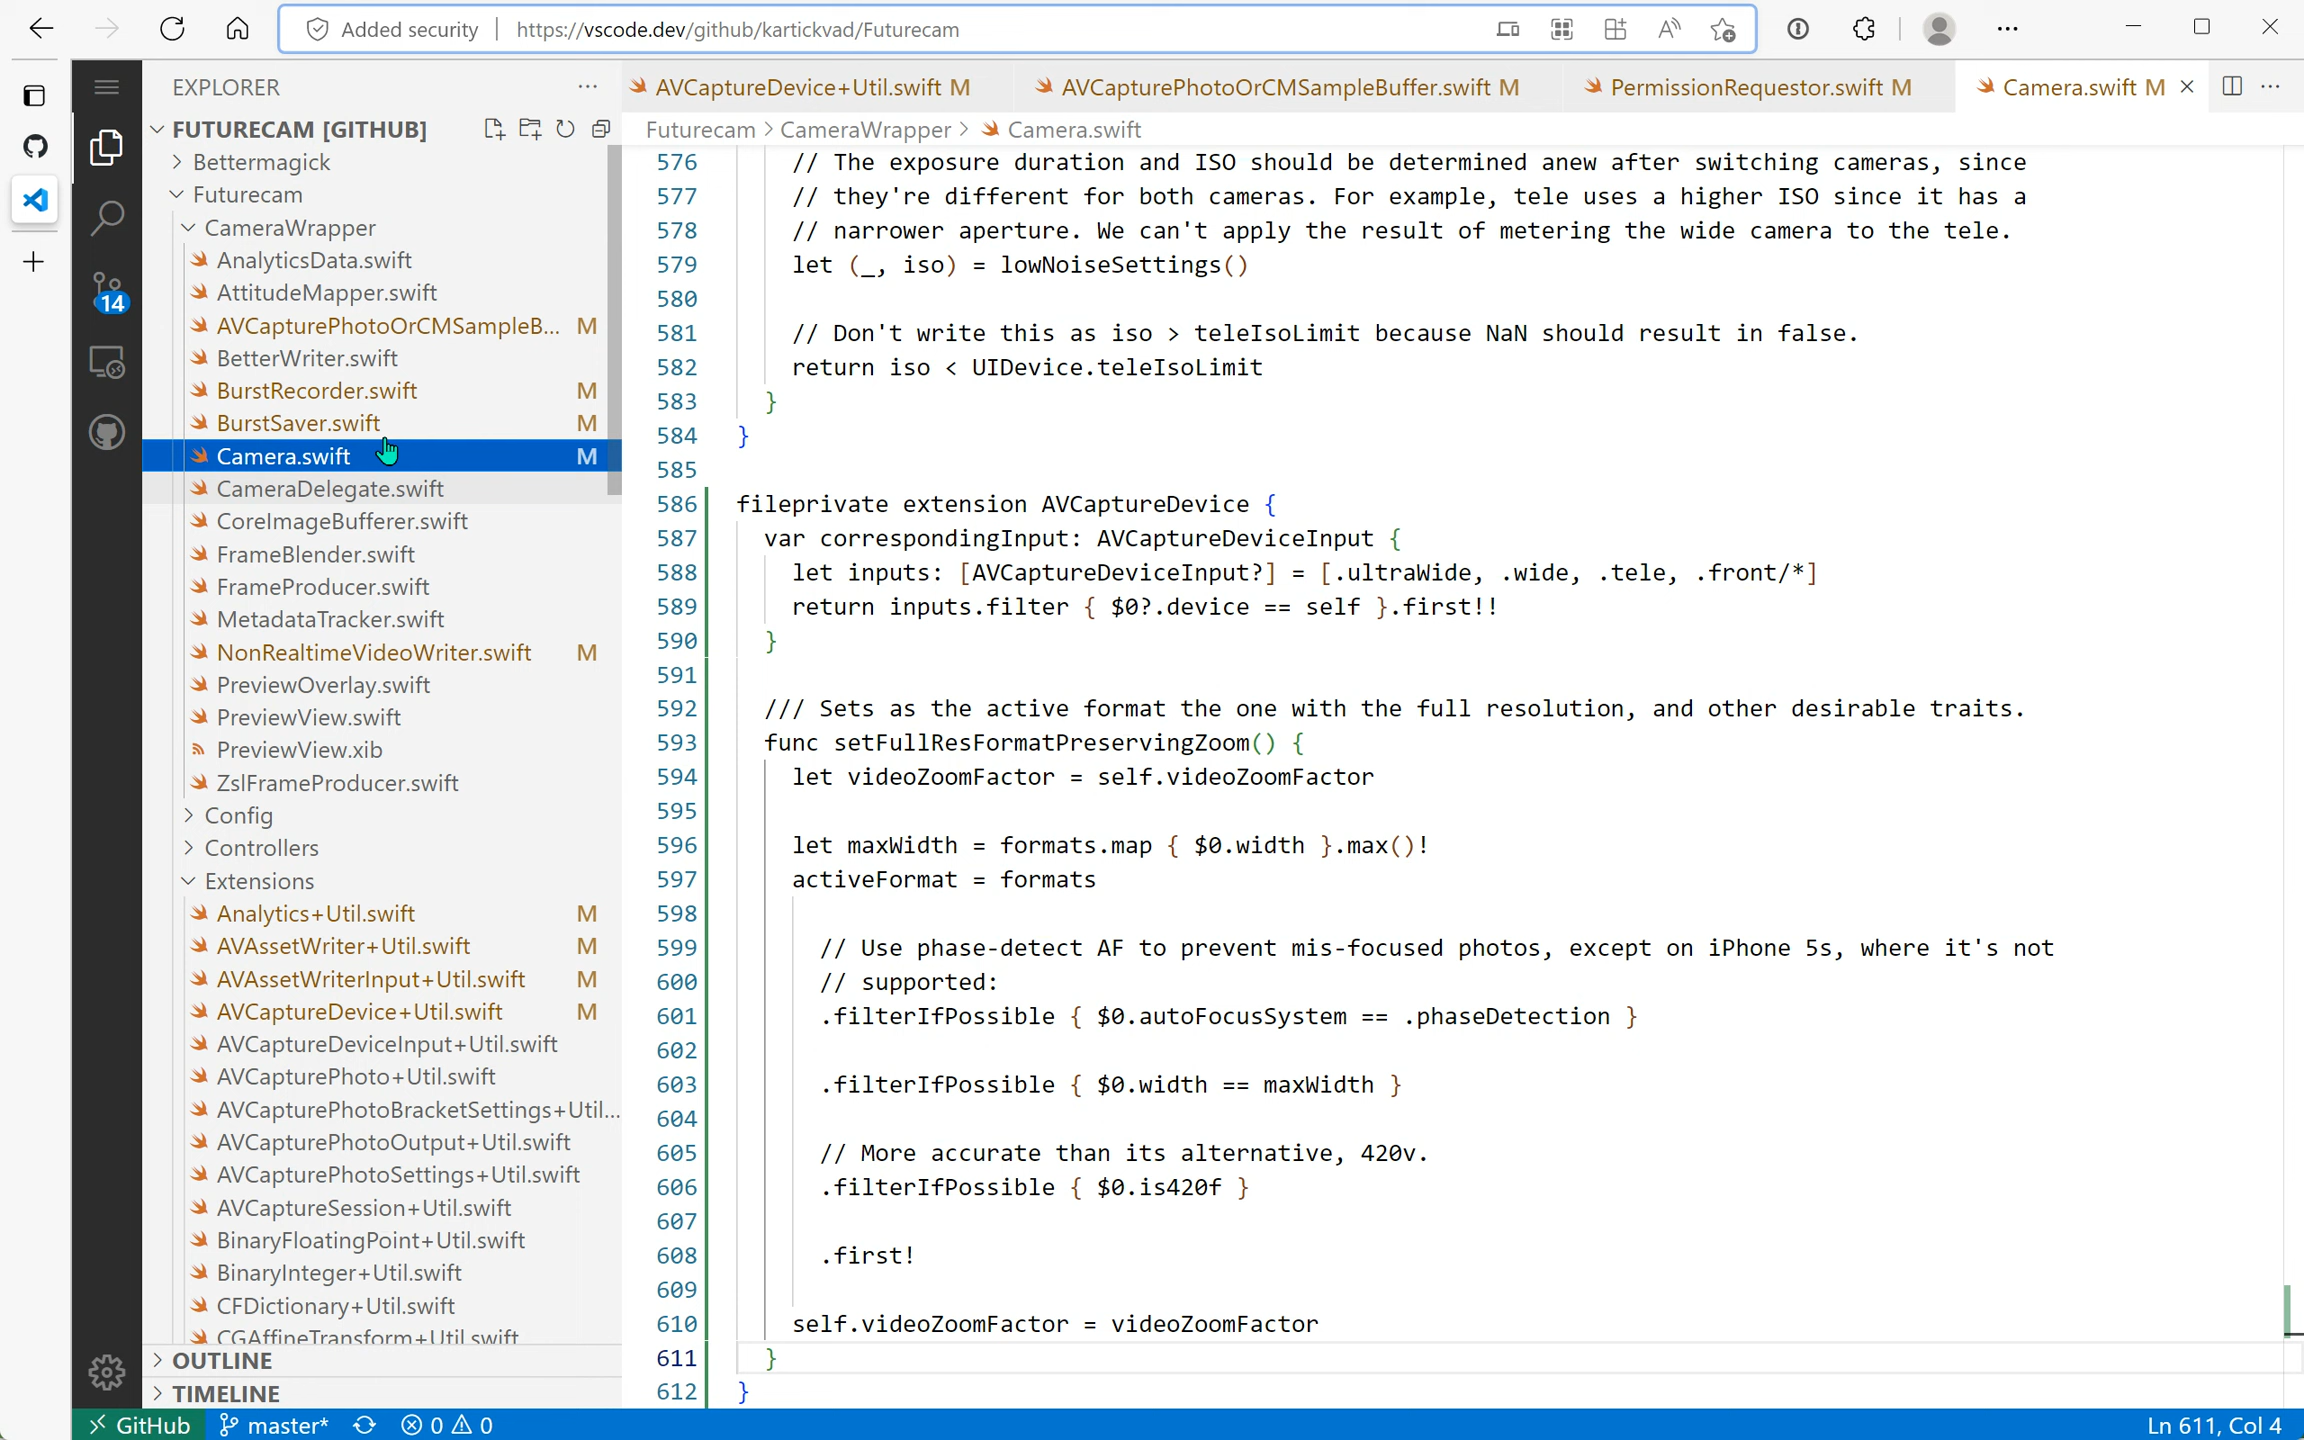 Added security | https://vscode.dev/github/kartickvad/Futurecam
EXPLORER
FUTURECAM [GITHUB]
Bettermagick
Futurecam
CameraWrapper
AnalyticsData.swift
AttitudeMapper.swift
AVCapturePhotoOrCMSampleB... M
BetterWriter.swift
BurstRecorder.swift M
BurstSaver.swift M
Camera.swift M
CameraDelegate.swift
CoreImageBufferer.swift
FrameBlender.swift
FrameProducer.swift
MetadataTracker.swift
NonRealtimeVideoWriter.swift M
PreviewOverlay.swift
PreviewView.swift
PreviewView.xib
ZslFrameProducer.swift
Config
Controllers
Extensions
Analytics+Util.swift M
AVAssetWriter+Util.swift M
AVAssetWriterInput+Util.swift M
AVCaptureDevice+Util.swift M
AVCaptureDeviceInput+Util.swift
AVCapturePhoto+Util.swift
AVCapturePhotoBracketSettings+Util...
AVCapturePhotoOutput+Util.swift
AVCapturePhotoSettings+Util.swift
AVCaptureSession+Util.swift
BinaryFloatingPoint+Util.swift
BinaryInteger+Util.swift
CFDictionary+Util.swift
CGAffineTransform+Util.swift
OUTLINE
TIMELINE
14
AVCaptureDevice+Util.swift M
AVCapturePhotoOrCMSampleBuffer.swift M
PermissionRequestor.swift M
Camera.swift M
Futurecam > CameraWrapper > Camera.swift
576 // The exposure duration and ISO should be determined anew after switching cameras, since
577 // they're different for both cameras. For example, tele uses a higher ISO since it has a
578 // narrower aperture. We can't apply the result of metering the wide camera to the tele.
579 let (_, iso) = lowNoiseSettings()
580
581 // Don't write this as iso > teleIsoLimit because NaN should result in false.
582 return iso < UIDevice.teleIsoLimit
583 }
584 }
585
586 fileprivate extension AVCaptureDevice {
587 var correspondingInput: AVCaptureDeviceInput {
588 let inputs: [AVCaptureDeviceInput?] = [.ultraWide, .wide, .tele, .front/*]
589 return inputs.filter { $0?.device == self }.first!!
590 }
591
592 /// Sets as the active format the one with the full resolution, and other desirable traits.
593 func setFullResFormatPreservingZoom() {
594 let videoZoomFactor = self.videoZoomFactor
595
596 let maxWidth = formats.map { $0.width }.max()!
597 activeFormat = formats
598
599 // Use phase-detect AF to prevent mis-focused photos, except on iPhone 5s, where it's not
600 // supported:
601 .filterIfPossible { $0.autoFocusSystem == .phaseDetection }
602
603 .filterIfPossible { $0.width == maxWidth }
604
605 // More accurate than its alternative, 420v.
606 .filterIfPossible { $0.is420f }
607
608 .first!
609
610 self.videoZoomFactor = videoZoomFactor
611 }
612 }
GitHub master* 0 0 Ln 611, Col 4